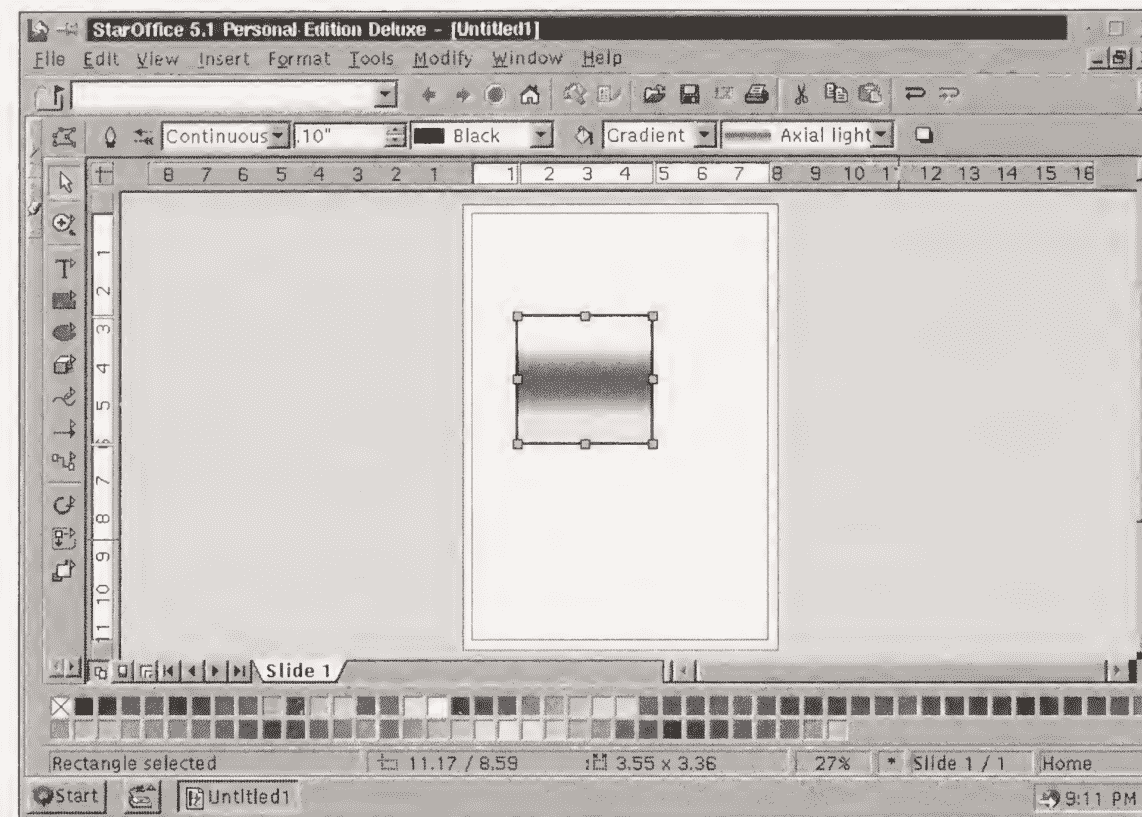 StarOffice 5.1 Personal Edition Deluxe - [Untitled1]
File Edit View Insert Format Tools Modify Window Help
Continuous .10" Black Gradient Axial light
8 7 6 5 4 3 2 1 1 2 3 4 5 6 7 8 9 10 11 12 13 14 15 16
1
2
3
4
5
6
7
8
9
10
11
Slide 1
Rectangle selected 11.17 / 8.59 3.55 x 3.36 27% * Slide 1 / 1 Home
Start Untitled1 9:11 PM